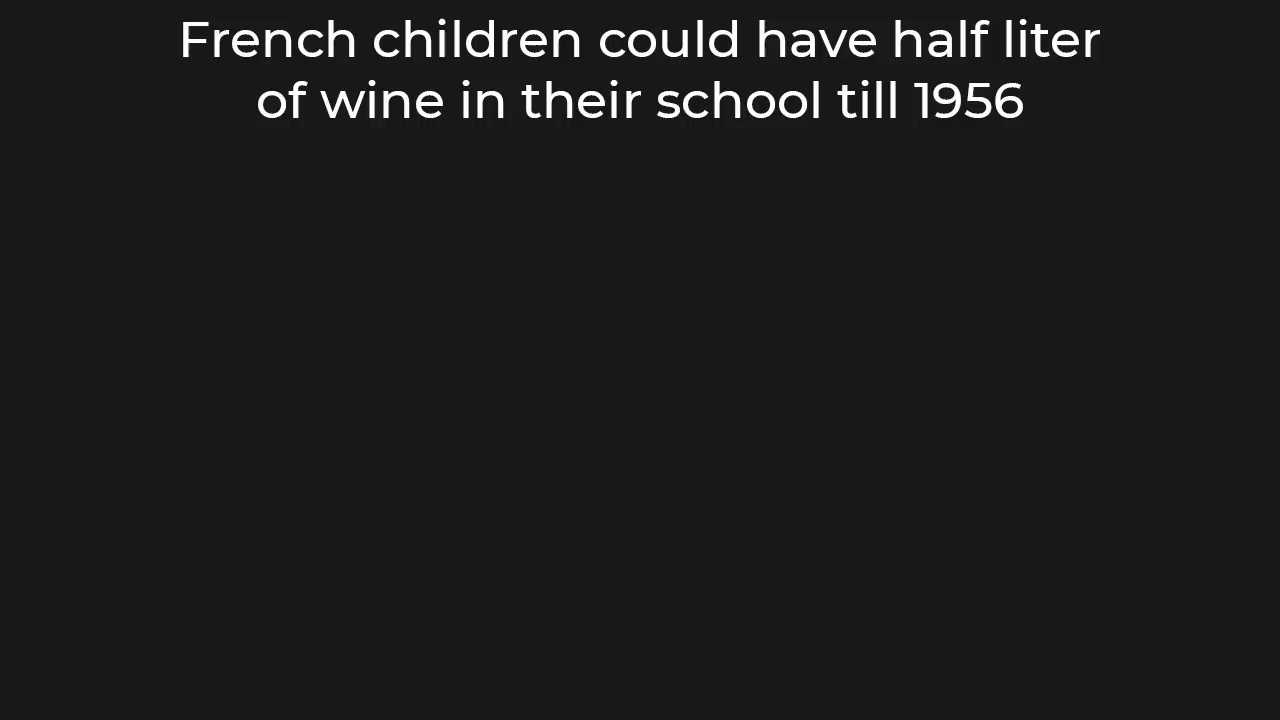 French children could have half liter
of wine in their school till 1956